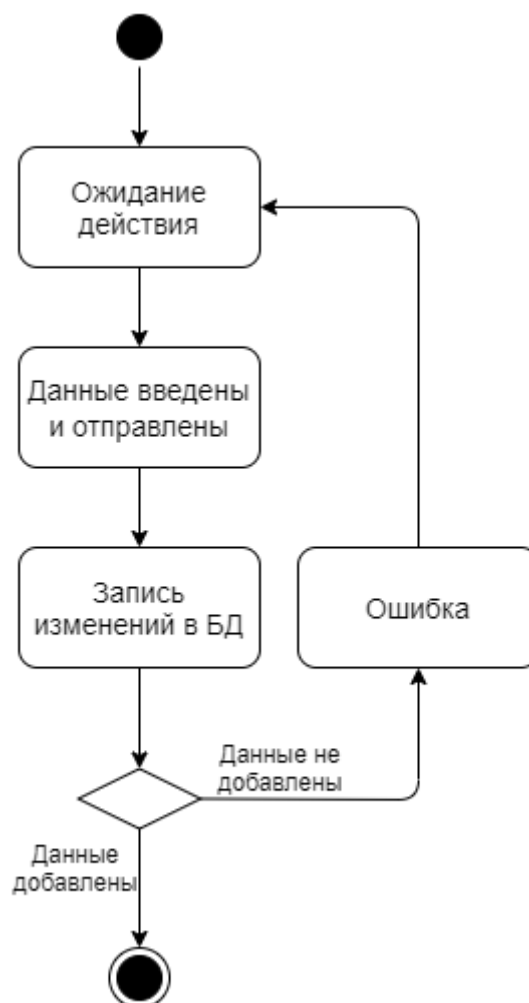 Ожидание
действия
Данные введены
и отправлены
Запись
изменений в БД
Ошибка
Данные не
добавлены
Данные
добавлены